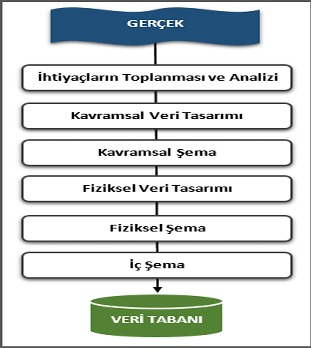 GERÇEK
İhtiyaçların Toplanması ve Analizi
Kavramsal Veri Tasarımı
Kavramsal Şema
Fiziksel Veri Tasarımı
Fiziksel Şema
İç Şema
VERİ TABANI